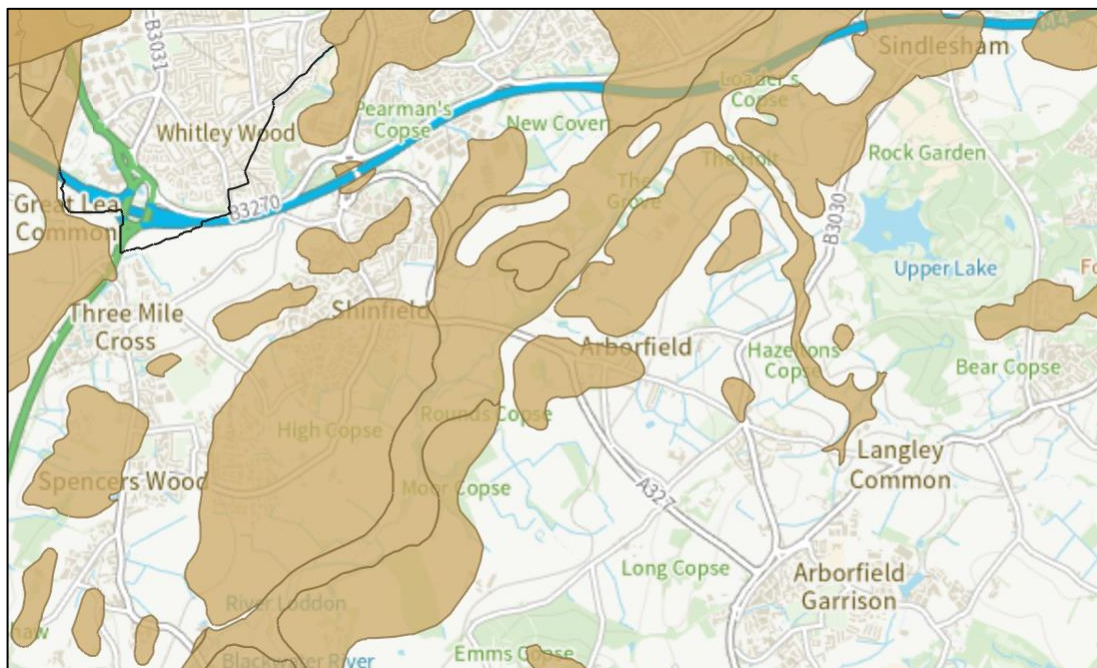 B3031
M4
Sindlesham
Loader's
Copse
Pearman's
Copse
Whitley Wood
New Cover
The Holt
Rock Garden
The
Grove
Great Lea
Common
B3270
B3030
Upper Lake
Three Mile
Cross
Shinfield
Arborfield
Copse
Bear Copse
Rounds Copse
High Copse
Langley
Common
Spencers Wood
Moor Copse
A327
Long Copse
Arborfield
Garrison
River Loddon
Blackwater River
Emms Copse